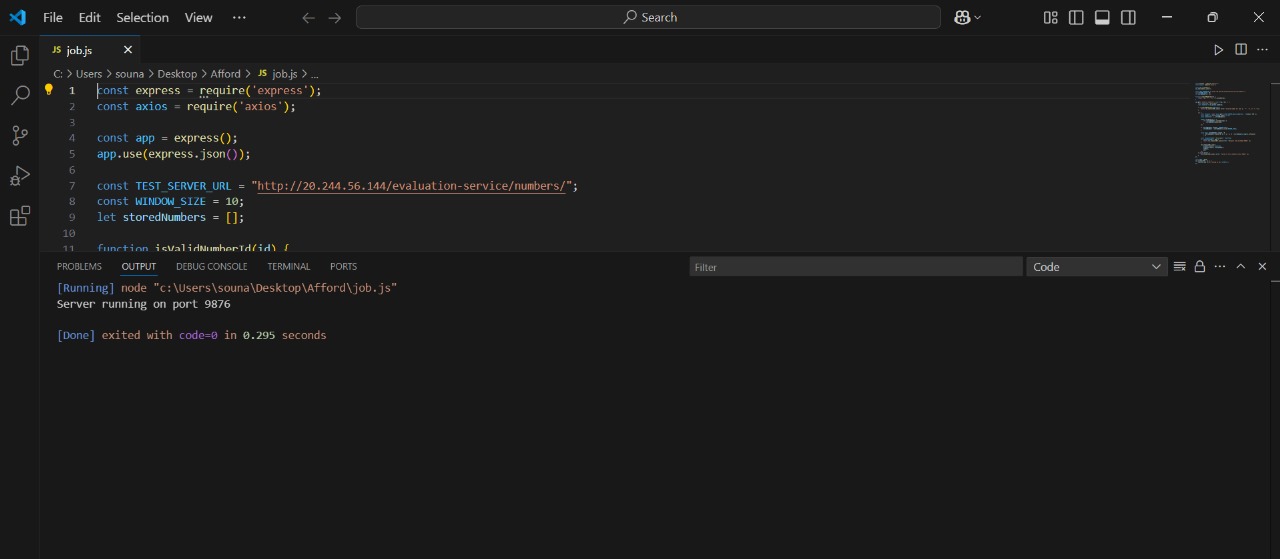 File Edit Selection View ··· Search
JS job.js
C: > Users > souna > Desktop > Afford > JS job.js > ...
1 const express = require('express');
2 const axios = require('axios');
3
4 const app = express();
5 app.use(express.json());
6
7 const TEST_SERVER_URL = "http://20.244.56.144/evaluation-service/numbers/";
8 const WINDOW_SIZE = 10;
9 let storedNumbers = [];
10
11 function isValidNumberId(id) {
PROBLEMS OUTPUT DEBUG CONSOLE TERMINAL PORTS Filter Code
[Running] node "c:\Users\souna\Desktop\Afford\job.js"
Server running on port 9876
[Done] exited with code=0 in 0.295 seconds